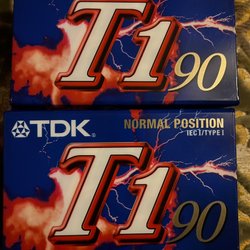 T1 90
TDK NORMAL POSITION
IEC I/TYPE I
T1 90